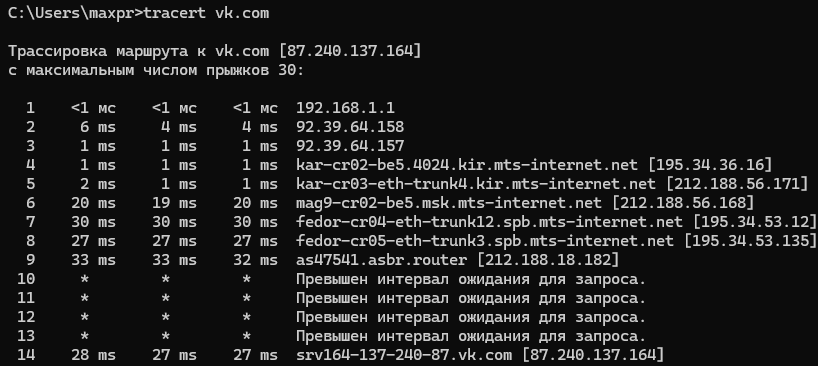 C:\Users\maxpr>tracert vk.com
Трассировка маршрута к vk.com [87.240.137.164]
с максимальным числом прыжков 30:
1 <1 мс <1 мс <1 мс 192.168.1.1
2 6 ms 4 ms 4 ms 92.39.64.158
3 1 ms 1 ms 1 ms 92.39.64.157
4 1 ms 1 ms 1 ms kar-cr02-be5.4024.kir.mts-internet.net [195.34.36.16]
5 2 ms 1 ms 1 ms kar-cr03-eth-trunk4.kir.mts-internet.net [212.188.56.171]
6 20 ms 19 ms 20 ms mag9-cr02-be5.msk.mts-internet.net [212.188.56.168]
7 30 ms 30 ms 30 ms fedor-cr04-eth-trunk12.spb.mts-internet.net [195.34.53.12]
8 27 ms 27 ms 27 ms fedor-cr05-eth-trunk3.spb.mts-internet.net [195.34.53.135]
9 33 ms 33 ms 32 ms as47541.asbr.router [212.188.18.182]
10 * * * Превышен интервал ожидания для запроса.
11 * * * Превышен интервал ожидания для запроса.
12 * * * Превышен интервал ожидания для запроса.
13 * * * Превышен интервал ожидания для запроса.
14 28 ms 27 ms 27 ms srv164-137-240-87.vk.com [87.240.137.164]